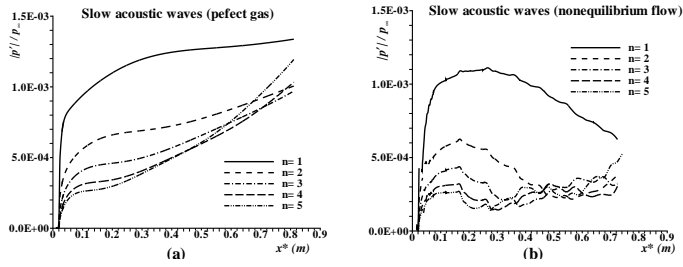 Slow acoustic waves (pefect gas)
|p'| / p∞
1.5E-03
1.0E-03
5.0E-04
0.0E+00
0 0.1 0.2 0.3 0.4 0.5 0.6 0.7 0.8 0.9
x* (m)
n= 1
n= 2
n= 3
n= 4
n= 5
(a)
Slow acoustic waves (nonequilibrium flow)
|p'| / p∞
1.5E-03
1.0E-03
5.0E-04
0.0E+00
0 0.1 0.2 0.3 0.4 0.5 0.6 0.7 0.8 0.9
x* (m)
n= 1
n= 2
n= 3
n= 4
n= 5
(b)